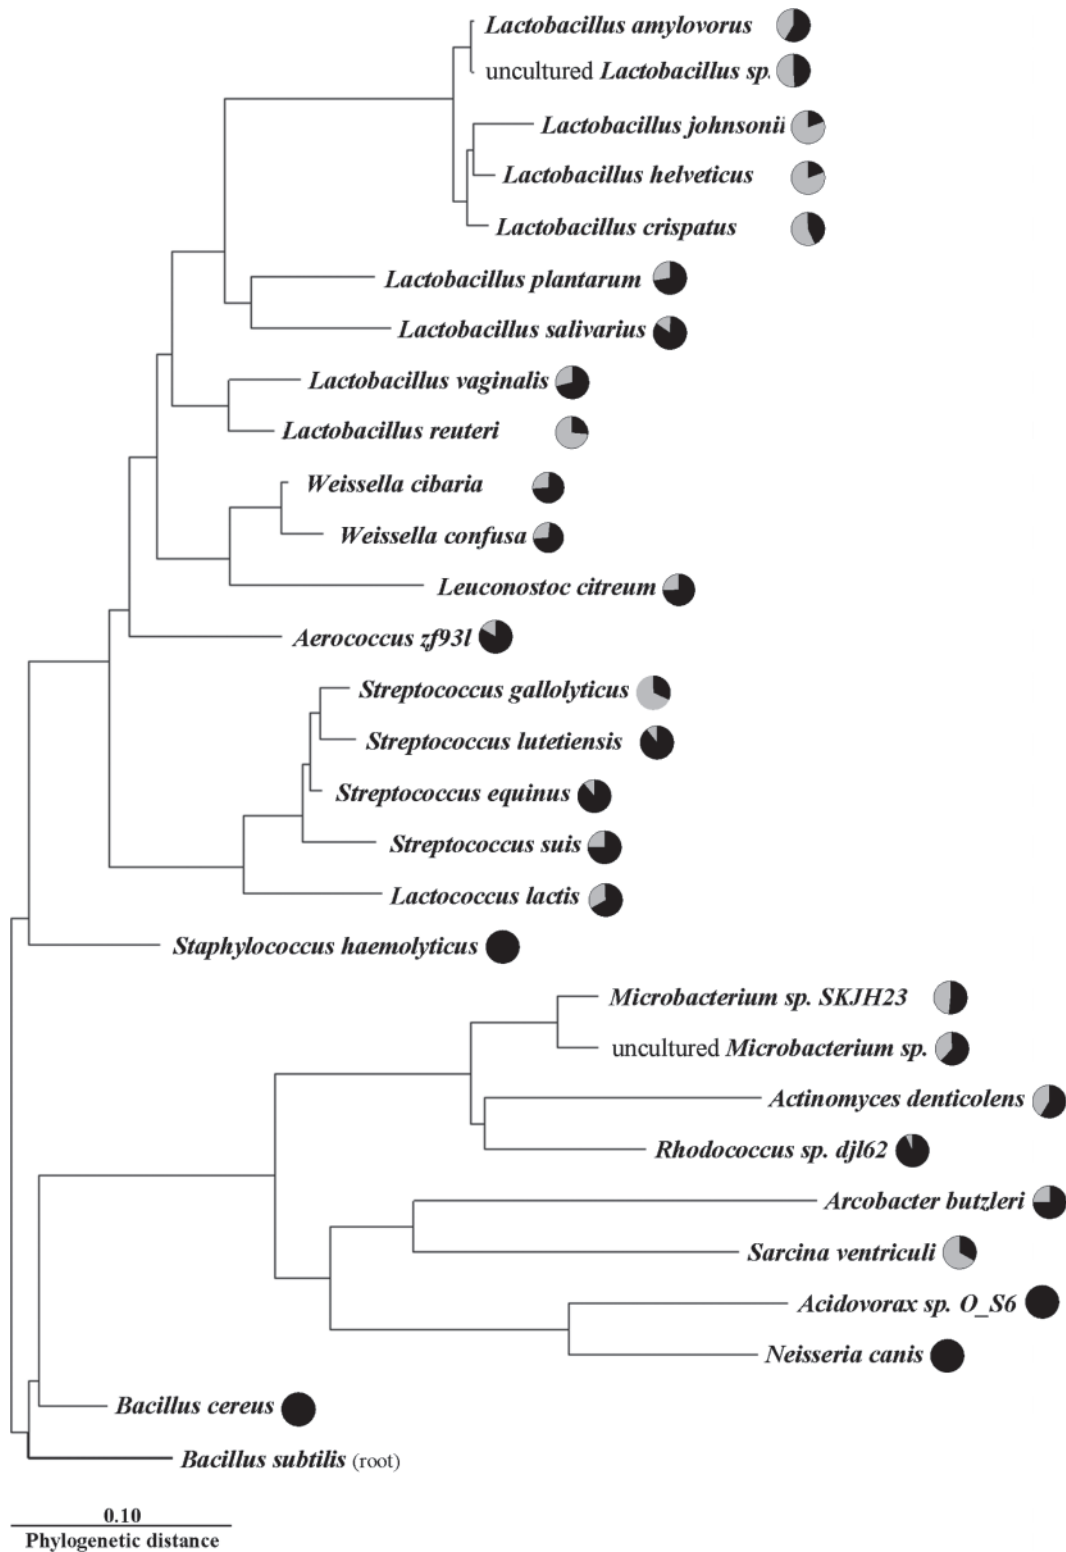 Lactobacillus amylovorus
uncultured Lactobacillus sp.
Lactobacillus johnsonii
Lactobacillus helveticus
Lactobacillus crispatus
Lactobacillus plantarum
Lactobacillus salivarius
Lactobacillus vaginalis
Lactobacillus reuteri
Weissella cibaria
Weissella confusa
Leuconostoc citreum
Aerococcus zf93l
Streptococcus gallolyticus
Streptococcus lutetiensis
Streptococcus equinus
Streptococcus suis
Lactococcus lactis
Staphylococcus haemolyticus
Microbacterium sp. SKJH23
uncultured Microbacterium sp.
Actinomyces denticolens
Rhodococcus sp. djl62
Arcobacter butzleri
Sarcina ventriculi
Acidovorax sp. O_S6
Neisseria canis
Bacillus cereus
Bacillus subtilis (root)
0.10
Phylogenetic distance